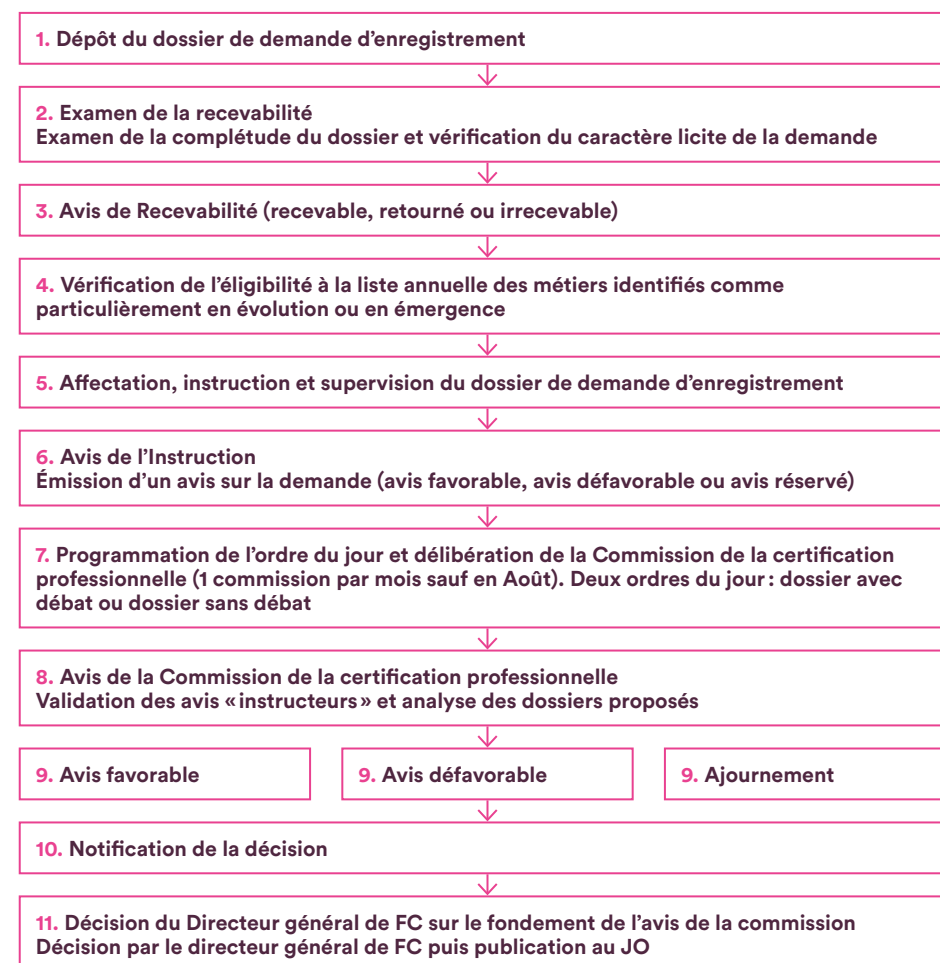 1. Dépôt du dossier de demande d’enregistrement
2. Examen de la recevabilité
Examen de la complétude du dossier et vérification du caractère licite de la demande
3. Avis de Recevabilité (recevable, retourné ou irrecevable)
4. Vérification de l’éligibilité à la liste annuelle des métiers identifiés comme
particulièrement en évolution ou en émergence
5. Affectation, instruction et supervision du dossier de demande d’enregistrement
6. Avis de l’Instruction
Émission d’un avis sur la demande (avis favorable, avis défavorable ou avis réservé)
7. Programmation de l’ordre du jour et délibération de la Commission de la certification
professionnelle (1 commission par mois sauf en Août). Deux ordres du jour : dossier avec
débat ou dossier sans débat
8. Avis de la Commission de la certification professionnelle
Validation des avis « instructeurs » et analyse des dossiers proposés
9. Avis favorable
9. Avis défavorable
9. Ajournement
10. Notification de la décision
11. Décision du Directeur général de FC sur le fondement de l’avis de la commission
Décision par le directeur général de FC puis publication au JO